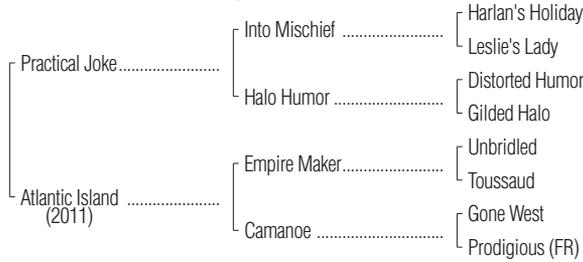 Harlan's Holiday
Into Mischief ......................
Leslie's Lady
Practical Joke......................
Distorted Humor
Halo Humor ........................
Gilded Halo
Unbridled
Empire Maker......................
Toussaud
Atlantic Island ....................
(2011)
Gone West
Camanoe ............................
Prodigious (FR)